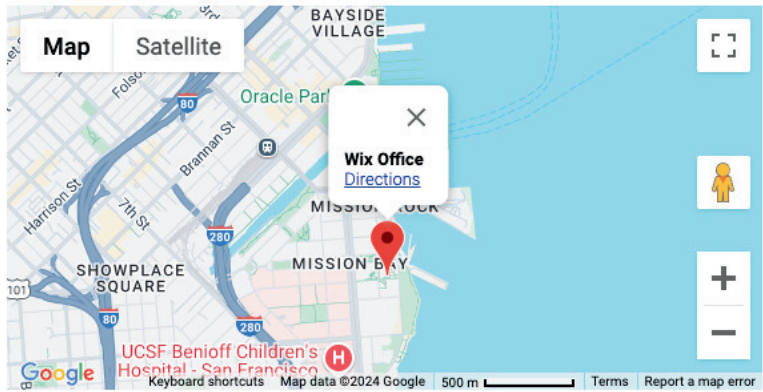 BAYSIDE
VILLAGE
Map
Satellite
80
Oracle Park
Brannan St
Harrison St
7th St
Wix Office
Directions
280
MISSION ROCK
MISSION BAY
SHOWPLACE
SQUARE
101
80
280
UCSF Benioff Children's
Hospital - San Francisco
H
Google
Keyboard shortcuts
Map data ©2024 Google
500 m
Terms
Report a map error